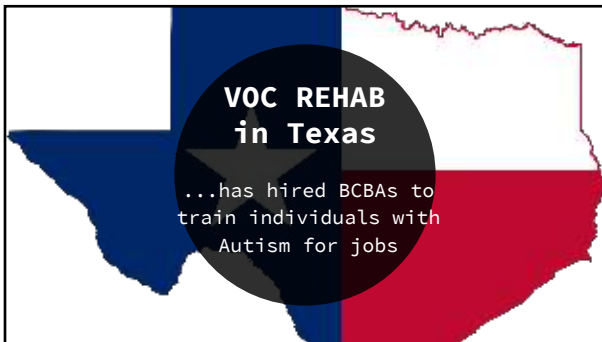 VOC REHAB
in Texas
...has hired BCBAs to
train individuals with
Autism for jobs